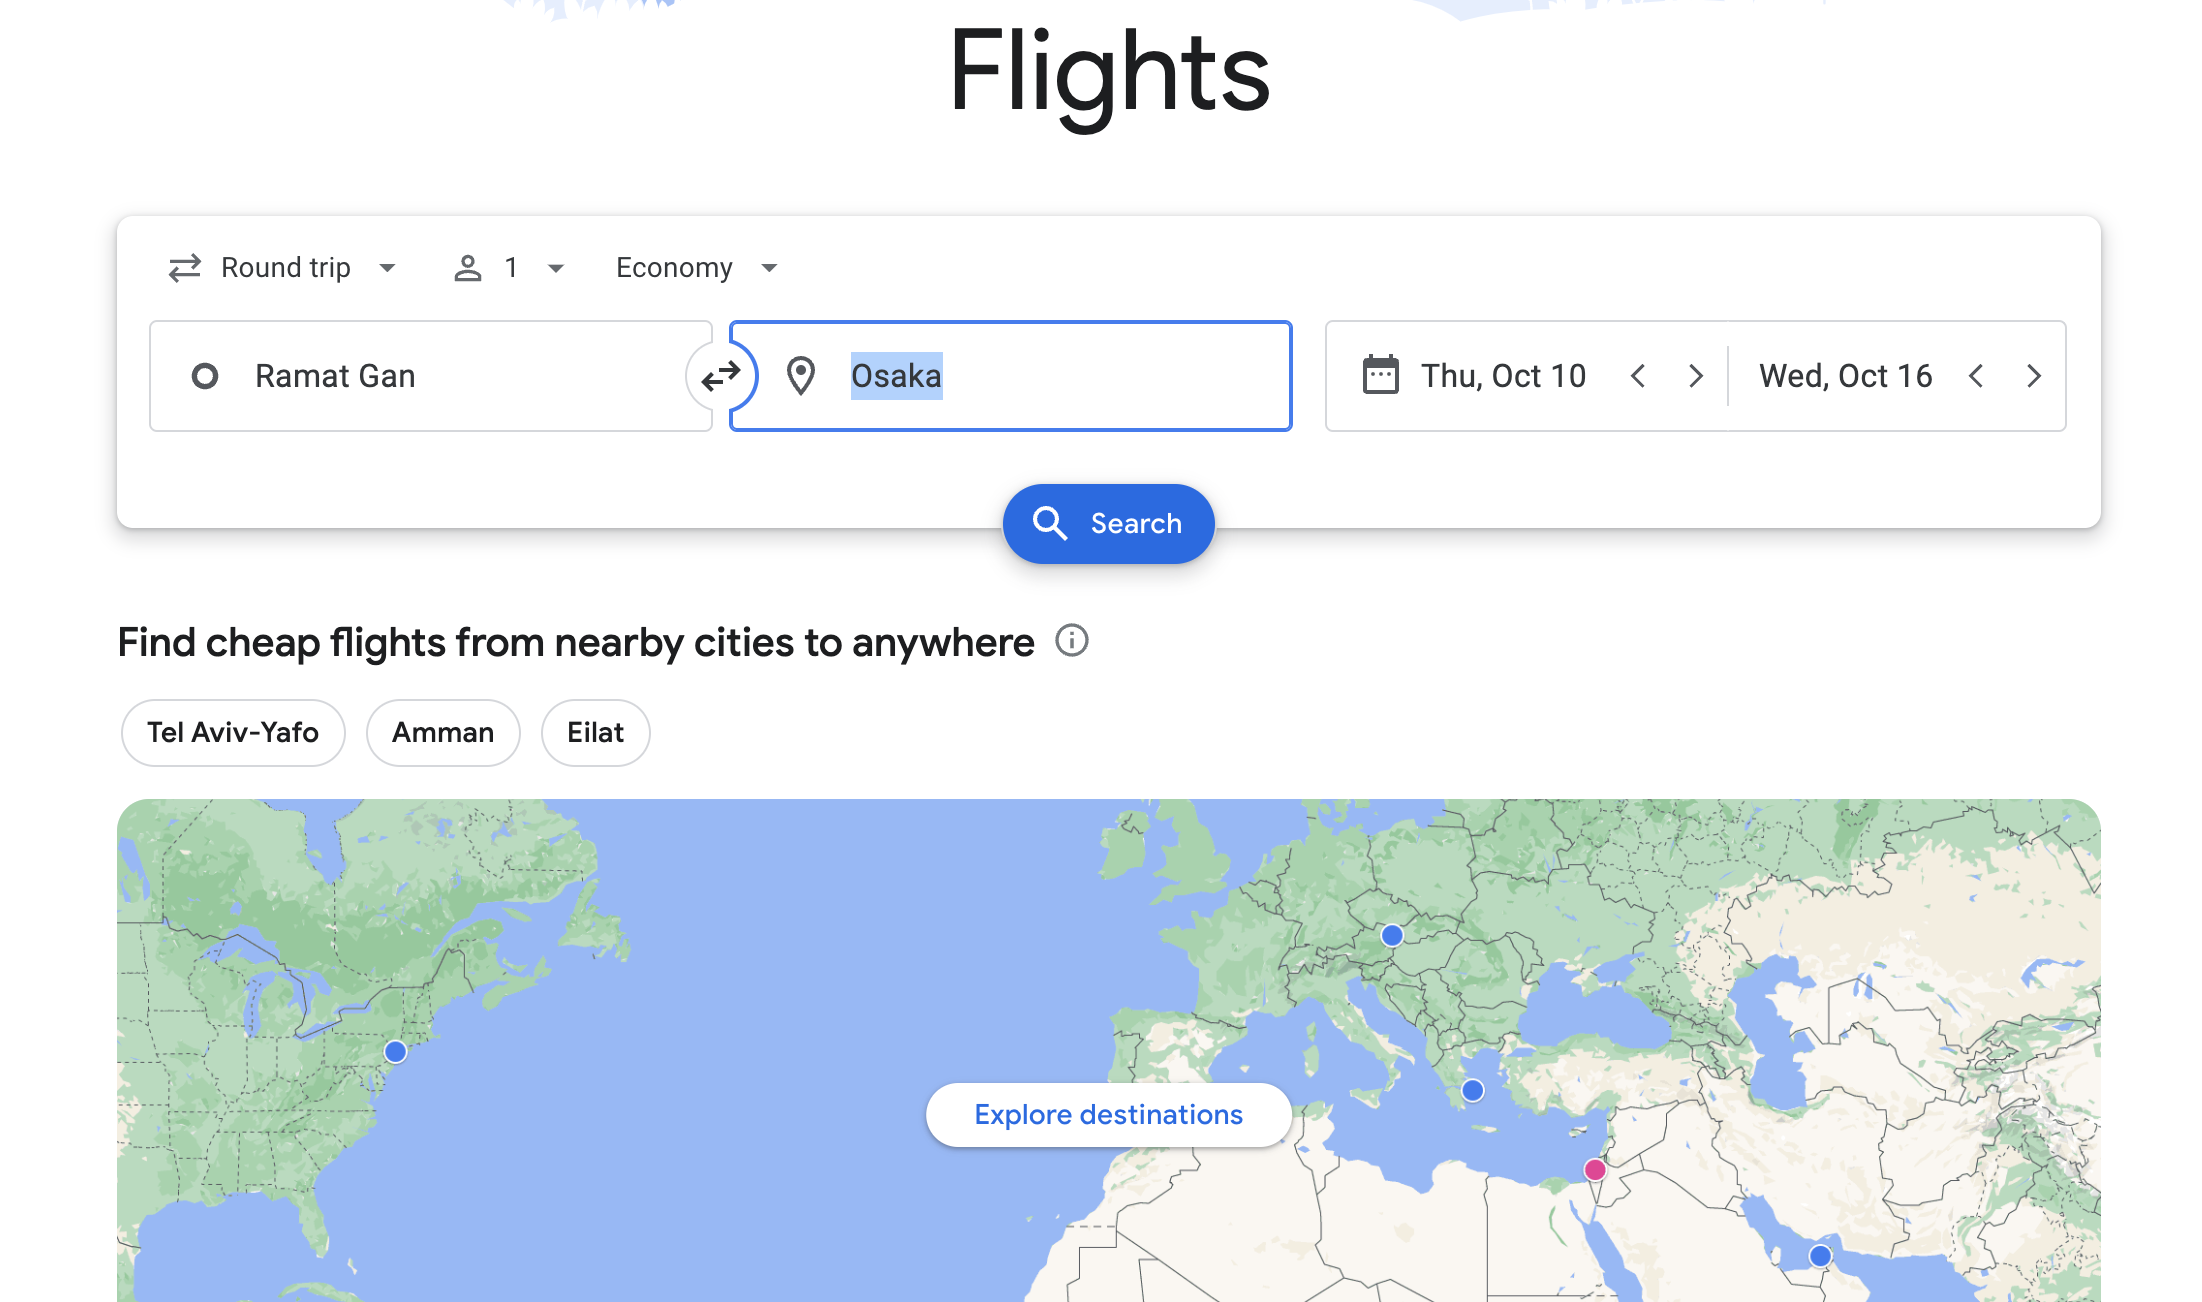 Flights
Round trip 1 Economy
Ramat Gan Osaka Thu, Oct 10 Wed, Oct 16
Search
Find cheap flights from nearby cities to anywhere
Tel Aviv-Yafo Amman Eilat
Explore destinations